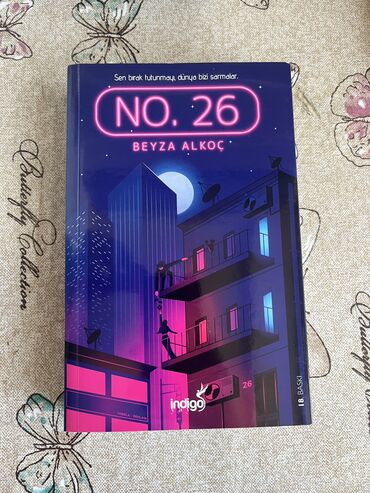 Sen bırak tutunmayı, dünya bizi sarmalar.
NO. 26
BEYZA ALKOÇ
26
indigo
18. BASKI
Butterfly Collection
Butterfly Collection